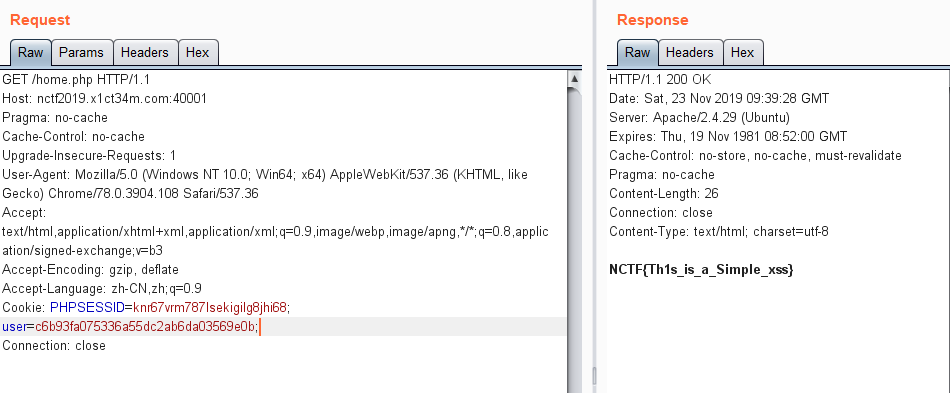 Request
Raw Params Headers Hex
GET /home.php HTTP/1.1
Host: nctf2019.x1ct34m.com:40001
Pragma: no-cache
Cache-Control: no-cache
Upgrade-Insecure-Requests: 1
User-Agent: Mozilla/5.0 (Windows NT 10.0; Win64; x64) AppleWebKit/537.36 (KHTML, like
Gecko) Chrome/78.0.3904.108 Safari/537.36
Accept:
text/html,application/xhtml+xml,application/xml;q=0.9,image/webp,image/apng,*/*;q=0.8,applic
ation/signed-exchange;v=b3
Accept-Encoding: gzip, deflate
Accept-Language: zh-CN,zh;q=0.9
Cookie: PHPSESSID=knr67vrm787lsekigilg8jhi68;
user=c6b93fa075336a55dc2ab6da03569e0b;
Connection: close
Response
Raw Headers Hex
HTTP/1.1 200 OK
Date: Sat, 23 Nov 2019 09:39:28 GMT
Server: Apache/2.4.29 (Ubuntu)
Expires: Thu, 19 Nov 1981 08:52:00 GMT
Cache-Control: no-store, no-cache, must-revalidate
Pragma: no-cache
Content-Length: 26
Connection: close
Content-Type: text/html; charset=utf-8
NCTF{Th1s_is_a_Simple_xss}